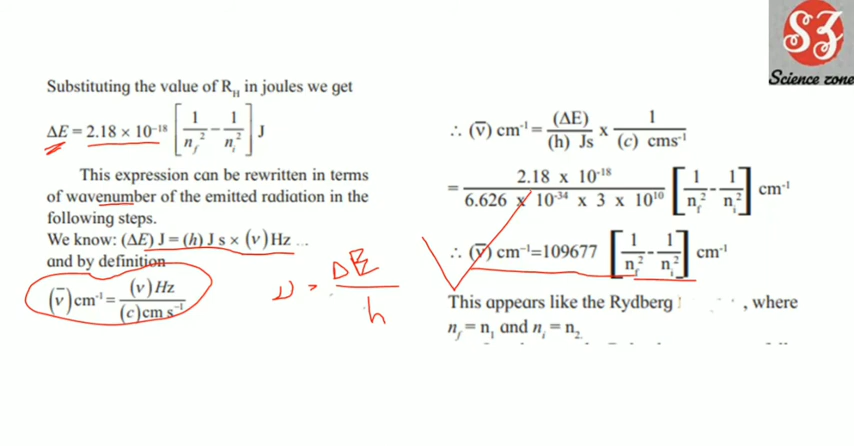 SZ
Science zone
Substituting the value of R_H in joules we get
ΔE = 2.18 × 10⁻¹⁸ [1/n_f² − 1/n_i²] J
This expression can be rewritten in terms
of wavenumber of the emitted radiation in the
following steps.
We know: (ΔE) J = (h) J s × (ν) Hz ...
and by definition
(ν̄) cm⁻¹ = (ν) Hz / (c) cm s⁻¹
ν = ΔE / h
∴ (ν̄) cm⁻¹ = (ΔE) / (h) Js × 1 / (c) cms⁻¹
= 2.18 x 10⁻¹⁸ / 6.626 x 10⁻³⁴ x 3 x 10¹⁰ [1/n_f² - 1/n_i²] cm⁻¹
∴ (ν̄) cm⁻¹=109677 [1/n_f² - 1/n_i²] cm⁻¹
This appears like the Rydberg , where
n_f = n₁ and n_i = n₂